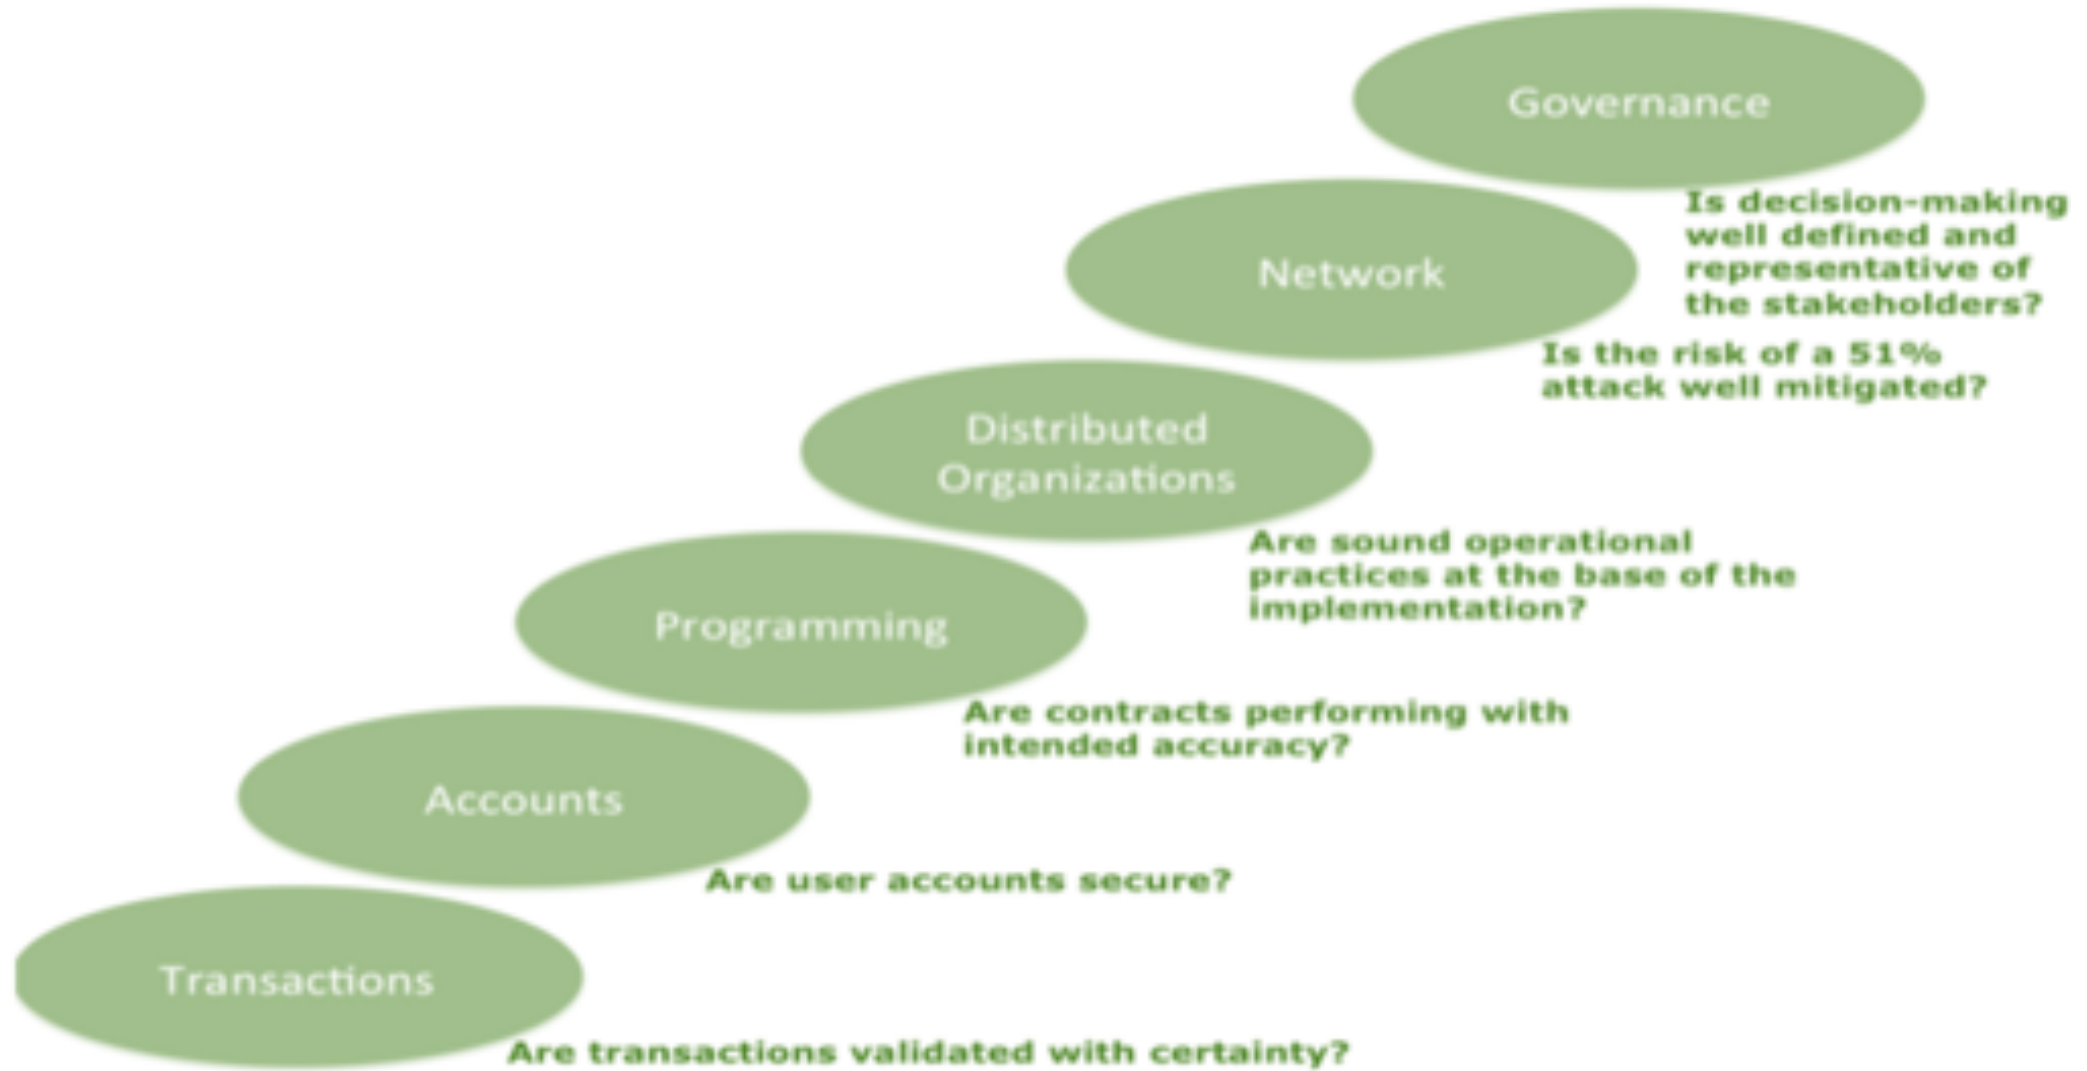 Governance
Is decision-making
well defined and
representative of
the stakeholders?
Network
Is the risk of a 51%
attack well mitigated?
Distributed
Organizations
Are sound operational
practices at the base of the
implementation?
Programming
Are contracts performing with
intended accuracy?
Accounts
Are user accounts secure?
Transactions
Are transactions validated with certainty?